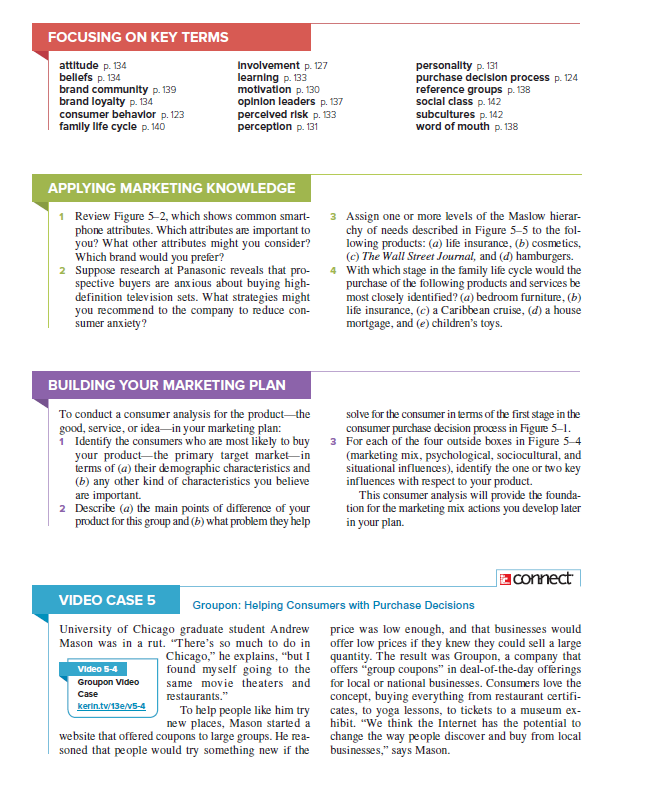 FOCUSING ON KEY TERMS
attitude p. 134
beliefs p. 134
brand community p. 139
brand loyalty p. 134
consumer behavior p. 123
family life cycle p. 140
involvement p. 127
learning p. 133
motivation p. 130
opinion leaders p. 137
perceived risk p. 133
perception p. 131
personality p. 131
purchase decision process p. 124
reference groups p. 138
social class p. 142
subcultures p. 142
word of mouth p. 138
APPLYING MARKETING KNOWLEDGE
1 Review Figure 5–2, which shows common smart-
phone attributes. Which attributes are important to
you? What other attributes might you consider?
Which brand would you prefer?
2 Suppose research at Panasonic reveals that pro-
spective buyers are anxious about buying high-
definition television sets. What strategies might
you recommend to the company to reduce con-
sumer anxiety?
3 Assign one or more levels of the Maslow hierar-
chy of needs described in Figure 5–5 to the fol-
lowing products: (a) life insurance, (b) cosmetics,
(c) The Wall Street Journal, and (d) hamburgers.
4 With which stage in the family life cycle would the
purchase of the following products and services be
most closely identified? (a) bedroom furniture, (b)
life insurance, (c) a Caribbean cruise, (d) a house
mortgage, and (e) children's toys.
BUILDING YOUR MARKETING PLAN
To conduct a consumer analysis for the product—the
good, service, or idea—in your marketing plan:
1 Identify the consumers who are most likely to buy
your product—the primary target market—in
terms of (a) their demographic characteristics and
(b) any other kind of characteristics you believe
are important.
2 Describe (a) the main points of difference of your
product for this group and (b) what problem they help
solve for the consumer in terms of the first stage in the
consumer purchase decision process in Figure 5–1.
3 For each of the four outside boxes in Figure 5–4
(marketing mix, psychological, sociocultural, and
situational influences), identify the one or two key
influences with respect to your product.
This consumer analysis will provide the founda-
tion for the marketing mix actions you develop later
in your plan.
connect
VIDEO CASE 5
Groupon: Helping Consumers with Purchase Decisions
University of Chicago graduate student Andrew
Mason was in a rut. "There's so much to do in
Chicago," he explains, "but I
found myself going to the
same movie theaters and
restaurants."
To help people like him try
new places, Mason started a
website that offered coupons to large groups. He rea-
soned that people would try something new if the
Video 5-4
Groupon Video
Case
kerin.tv/13e/v5-4
price was low enough, and that businesses would
offer low prices if they knew they could sell a large
quantity. The result was Groupon, a company that
offers "group coupons" in deal-of-the-day offerings
for local or national businesses. Consumers love the
concept, buying everything from restaurant certifi-
cates, to yoga lessons, to tickets to a museum ex-
hibit. "We think the Internet has the potential to
change the way people discover and buy from local
businesses," says Mason.